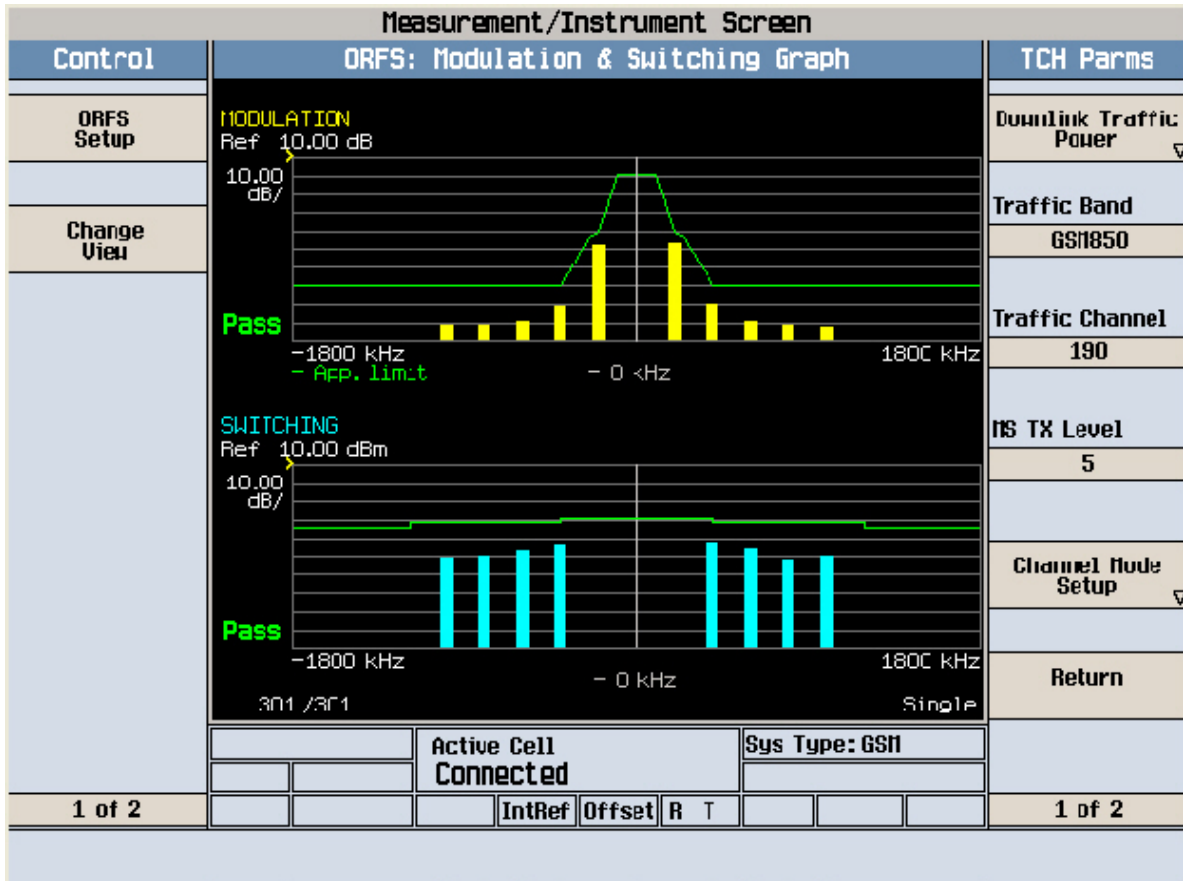 Measurement/Instrument Screen
Control
ORFS: Modulation & Switching Graph
TCH Parms
ORFS
Setup
Change
View
1 of 2
MODULATION
Ref 10.00 dB
10.00
dB/
Pass
-1800 kHz
1800 kHz
- App. limit
- 0 kHz
SWITCHING
Ref 10.00 dBm
10.00
dB/
Pass
-1800 kHz
1800 kHz
- 0 kHz
301/301
Single
Downlink Traffic
Power
Traffic Band
GSM850
Traffic Channel
190
MS TX Level
5
Channel Mode
Setup
Return
1 of 2
Active Cell
Connected
Sys Type: GSM
IntRef
Offset
R T